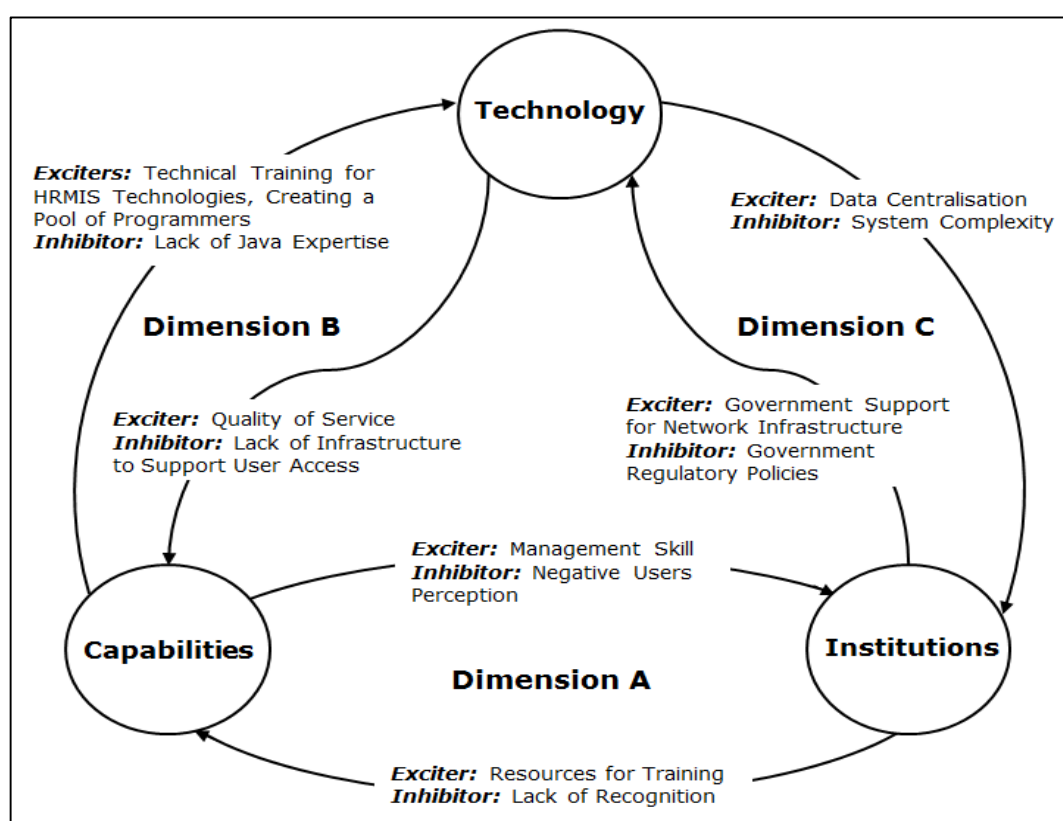 Technology
Exciters: Technical Training for
HRMIS Technologies, Creating a
Pool of Programmers
Inhibitor: Lack of Java Expertise
Exciter: Data Centralisation
Inhibitor: System Complexity
Dimension B
Dimension C
Exciter: Quality of Service
Inhibitor: Lack of Infrastructure
to Support User Access
Exciter: Government Support
for Network Infrastructure
Inhibitor: Government
Regulatory Policies
Exciter: Management Skill
Inhibitor: Negative Users
Perception
Capabilities
Institutions
Dimension A
Exciter: Resources for Training
Inhibitor: Lack of Recognition